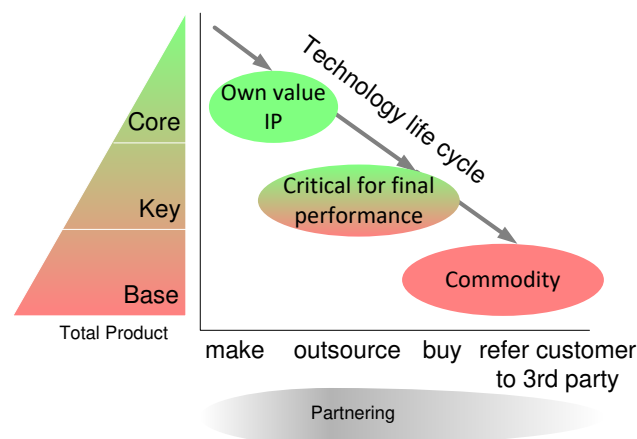 Core
Key
Base
Total Product
Own value
IP
Technology life cycle
Critical for final
performance
Commodity
make outsource buy refer customer
to 3rd party
Partnering